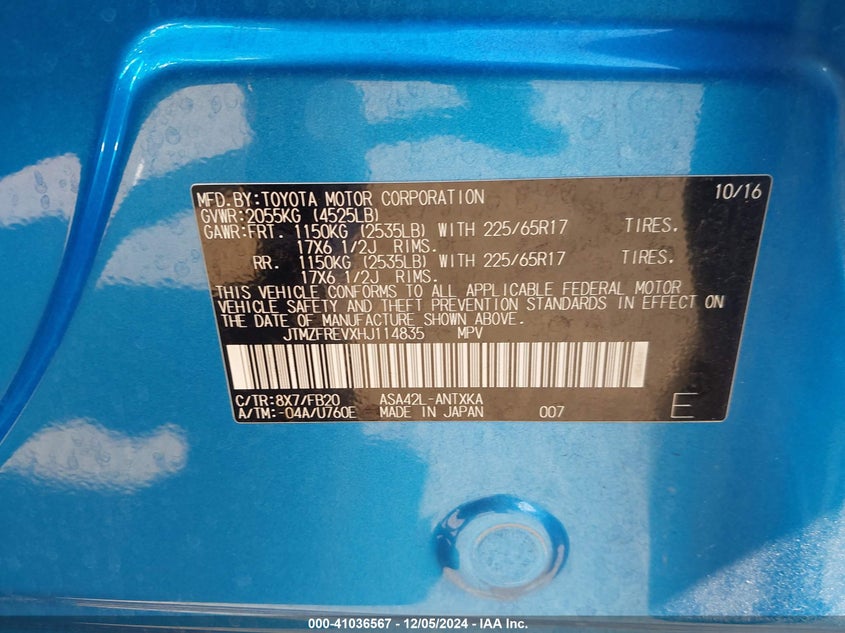 MFD.BY:TOYOTA MOTOR CORPORATION 10/16
GVWR:2055KG (4525LB)
GAWR:FRT. 1150KG (2535LB) WITH 225/65R17 TIRES.
17X6 1/2J RIMS.
RR. 1150KG (2535LB) WITH 225/65R17 TIRES.
17X6 1/2J RIMS.
THIS VEHICLE CONFORMS TO ALL APPLICABLE FEDERAL MOTOR
VEHICLE SAFETY AND THEFT PREVENTION STANDARDS IN EFFECT ON
THE DATE OF MANUFACTURE SHOWN ABOVE.
JTMZFREVXHJ114835 MPV
C/TR:8X7/FB20 ASA42L-ANTXKA
A/TM:-04A/U760E MADE IN JAPAN 007 E
000-41036567 - 12/05/2024 - IAA Inc.